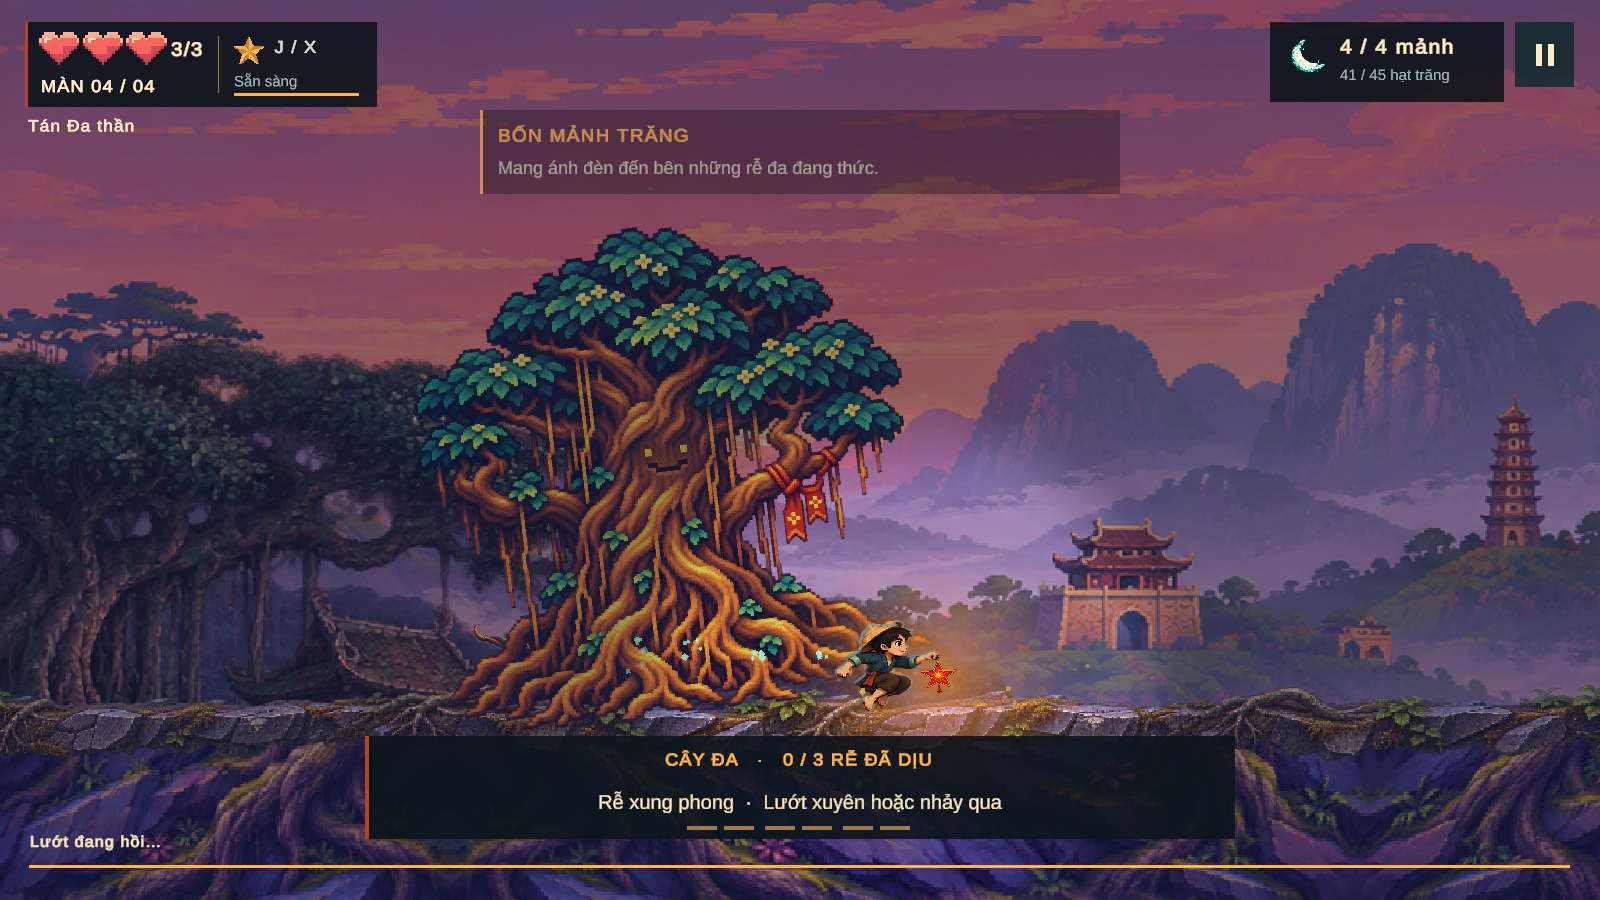 3/3
J / X
Sẵn sàng
MÀN 04 / 04
Tán Đa thần
4 / 4 mảnh
41 / 45 hạt trăng
BỐN MẢNH TRĂNG
Mang ánh đèn đến bên những rễ đa đang thức.
CÂY ĐA · 0 / 3 RỄ ĐÃ DỊU
Rễ xung phong · Lướt xuyên hoặc nhảy qua
Lướt đang hồi...